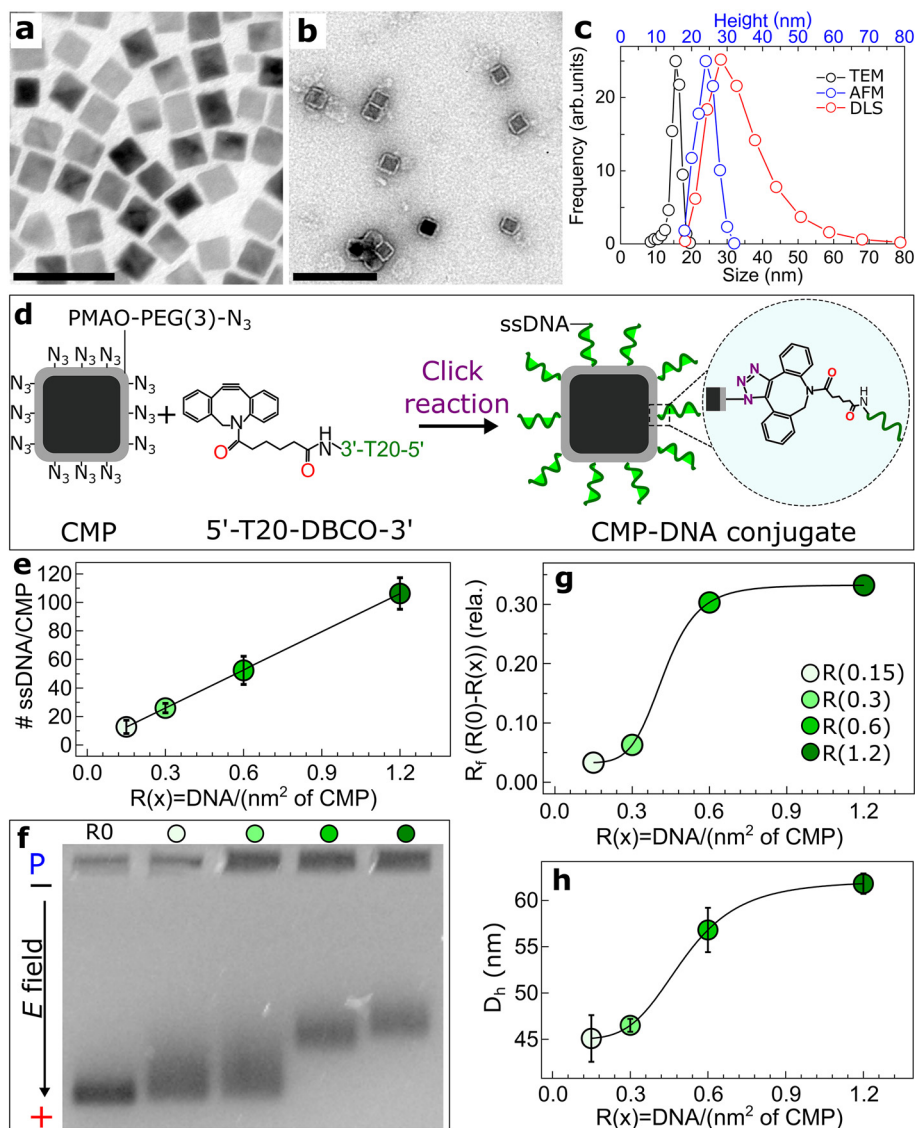 a
b
c
Height (nm)
0 10 20 30 40 50 60 70 80
Frequency (arb.units)
20
10
0
TEM
AFM
DLS
0 10 20 30 40 50 60 70 80
Size (nm)
d
PMAO-PEG(3)-N3
N3 N3 N3
N3 N3
N3 N3
N3 N3
N3 N3 N3
CMP
+
N
O
O
N
H
3'-T20-5'
5'-T20-DBCO-3'
Click
reaction
ssDNA
CMP-DNA conjugate
N
N
N
N
O
O
H
N
e
# ssDNA/CMP
120
100
80
60
40
20
0
0.0 0.3 0.6 0.9 1.2
R(x)=DNA/(nm² of CMP)
g
Rf (R(0)-R(x)) (rela.)
0.30
0.15
0.00
R(0.15)
R(0.3)
R(0.6)
R(1.2)
0.0 0.3 0.6 0.9 1.2
R(x)=DNA/(nm² of CMP)
f
R0
P
−
E field
+
h
Dh (nm)
60
55
50
45
0.0 0.3 0.6 0.9 1.2
R(x)=DNA/(nm² of CMP)